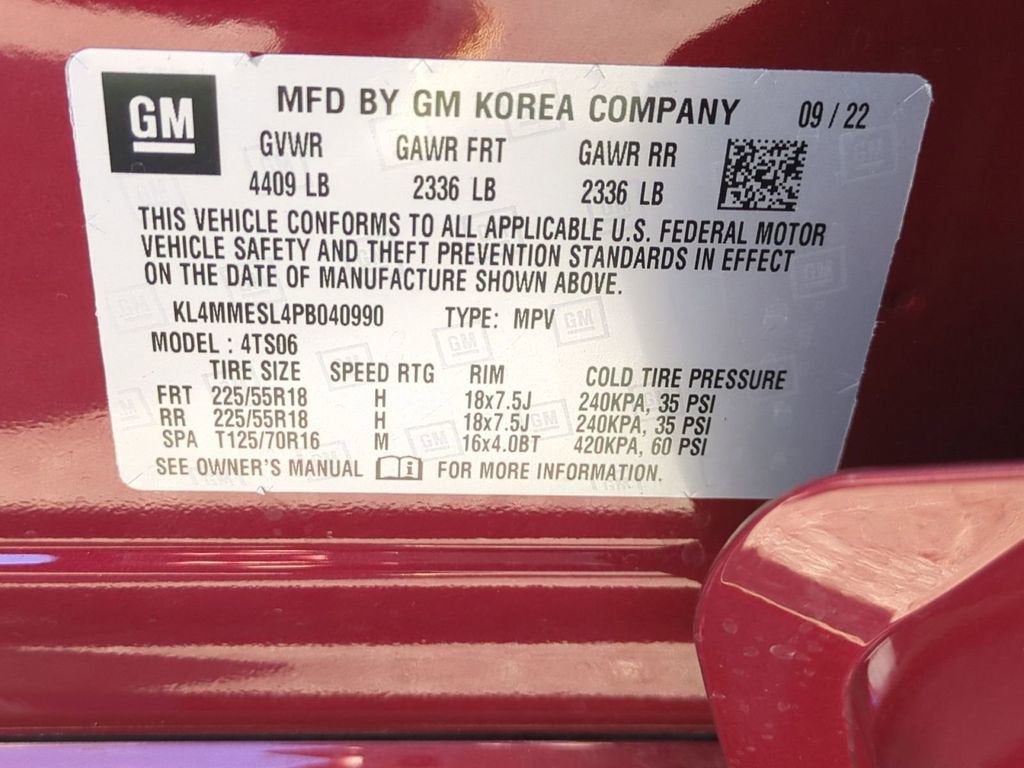 GM MFD BY GM KOREA COMPANY 09 / 22
GVWR GAWR FRT GAWR RR
4409 LB 2336 LB 2336 LB
THIS VEHICLE CONFORMS TO ALL APPLICABLE U.S. FEDERAL MOTOR
VEHICLE SAFETY AND THEFT PREVENTION STANDARDS IN EFFECT
ON THE DATE OF MANUFACTURE SHOWN ABOVE.
KL4MMESL4PB040990 TYPE: MPV
MODEL : 4TS06
TIRE SIZE SPEED RTG RIM COLD TIRE PRESSURE
FRT 225/55R18 H 18x7.5J 240KPA, 35 PSI
RR 225/55R18 H 18x7.5J 240KPA, 35 PSI
SPA T125/70R16 M 16x4.0BT 420KPA, 60 PSI
SEE OWNER'S MANUAL FOR MORE INFORMATION.